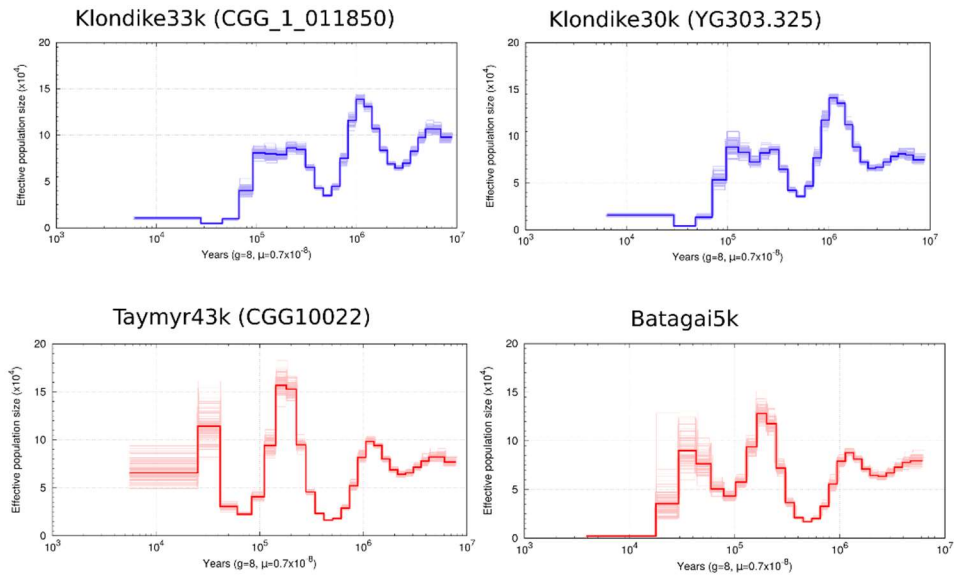 Klondike33k (CGG_1_011850)
Effective population size (x10⁴)
20
15
10
5
0
10³ 10⁴ 10⁵ 10⁶ 10⁷
Years (g=8, µ=0.7x10⁻⁸)
Klondike30k (YG303.325)
Effective population size (x10⁴)
20
15
10
5
0
10³ 10⁴ 10⁵ 10⁶ 10⁷
Years (g=8, µ=0.7x10⁻⁸)
Taymyr43k (CGG10022)
Effective population size (x10⁴)
20
15
10
5
0
10³ 10⁴ 10⁵ 10⁶ 10⁷
Years (g=8, µ=0.7x10⁻⁸)
Batagai5k
Effective population size (x10⁴)
20
15
10
5
0
10³ 10⁴ 10⁵ 10⁶ 10⁷
Years (g=8, µ=0.7x10⁻⁸)